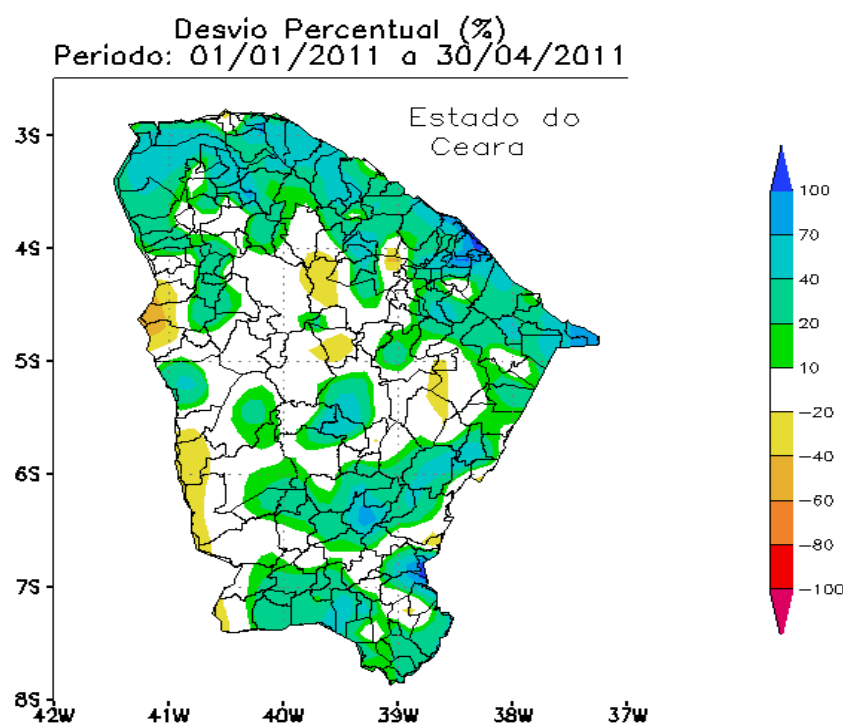 Desvio Percentual (%)
Periodo: 01/01/2011 a 30/04/2011
Estado do
Ceara
3S
4S
5S
6S
7S
8S
42W 41W 40W 39W 38W 37W
100
70
40
20
10
-20
-40
-60
-80
-100